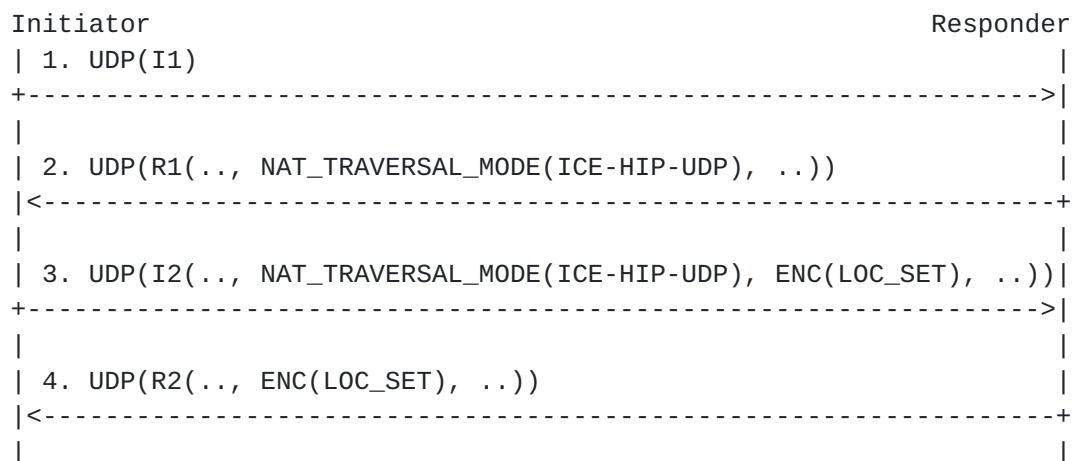 Initiator                                                   Responder
| 1. UDP(I1)                                                        |
+------------------------------------------------------------------>|
|                                                                   |
| 2. UDP(R1(.., NAT_TRAVERSAL_MODE(ICE-HIP-UDP), ..))               |
|<------------------------------------------------------------------+
|                                                                   |
| 3. UDP(I2(.., NAT_TRAVERSAL_MODE(ICE-HIP-UDP), ENC(LOC_SET), ..))|
+------------------------------------------------------------------>|
|                                                                   |
| 4. UDP(R2(.., ENC(LOC_SET), ..))                                  |
|<------------------------------------------------------------------+
|                                                                   |